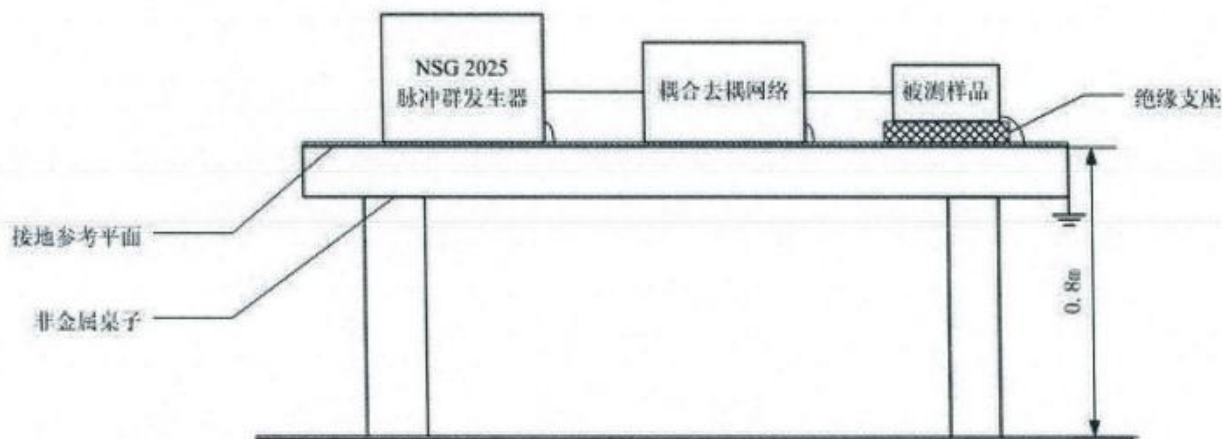 NSG 2025
脉冲群发生器
耦合去耦网络
被测样品
绝缘支座
接地参考平面
非金属桌子
0.8m